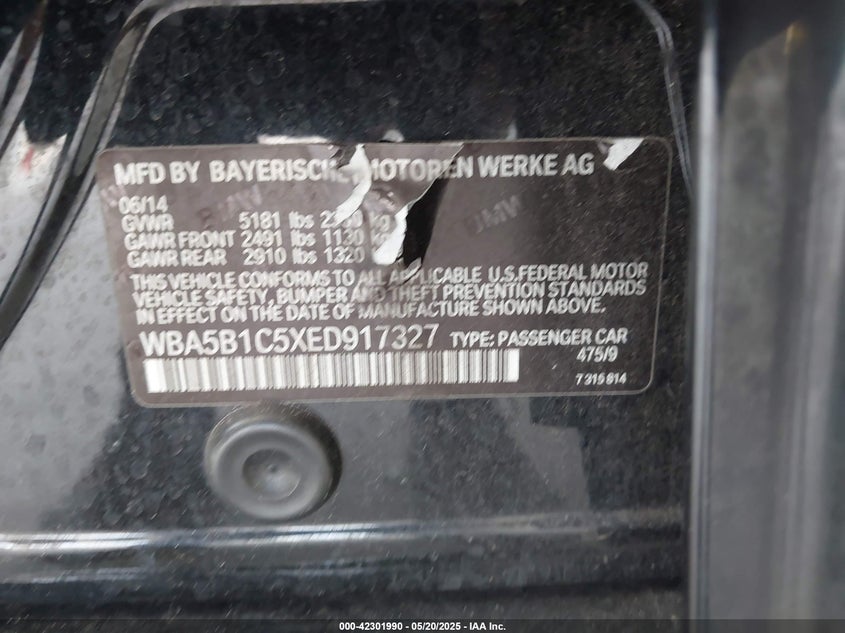 MFD BY BAYERISCHE MOTOREN WERKE AG
06/14
GVWR 5181 lbs kg
GAWR FRONT 2491 lbs 1130 kg
GAWR REAR 2910 lbs 1320
THIS VEHICLE CONFORMS TO ALL APPLICABLE U.S.FEDERAL MOTOR
VEHICLE SAFETY, BUMPER AND THEFT PREVENTION STANDARDS
IN EFFECT ON THE DATE OF MANUFACTURE SHOWN ABOVE.
WBA5B1C5XED917327 TYPE: PASSENGER CAR
475/9
7 315 814
000-42301990 — 05/20/2025 — IAA Inc.